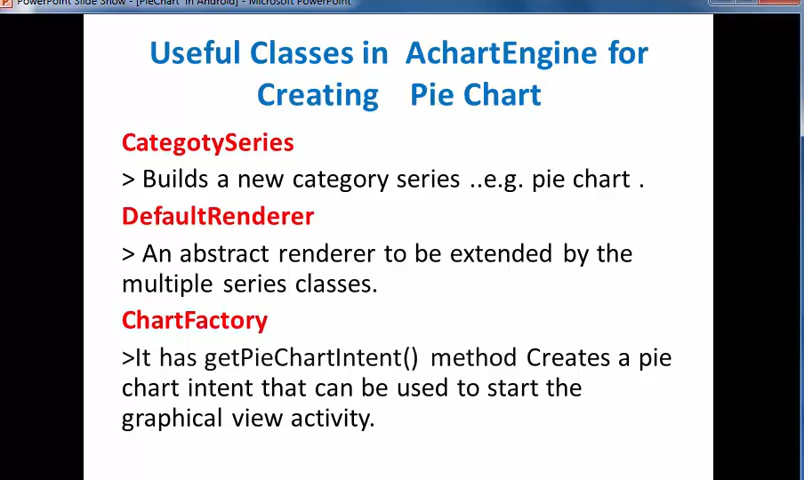 PowerPoint Slide Show - [PieChart in Android] - Microsoft PowerPoint
Useful Classes in AchartEngine for
Creating Pie Chart
CategotySeries
> Builds a new category series ..e.g. pie chart .
DefaultRenderer
> An abstract renderer to be extended by the
multiple series classes.
ChartFactory
>It has getPieChartIntent() method Creates a pie
chart intent that can be used to start the
graphical view activity.